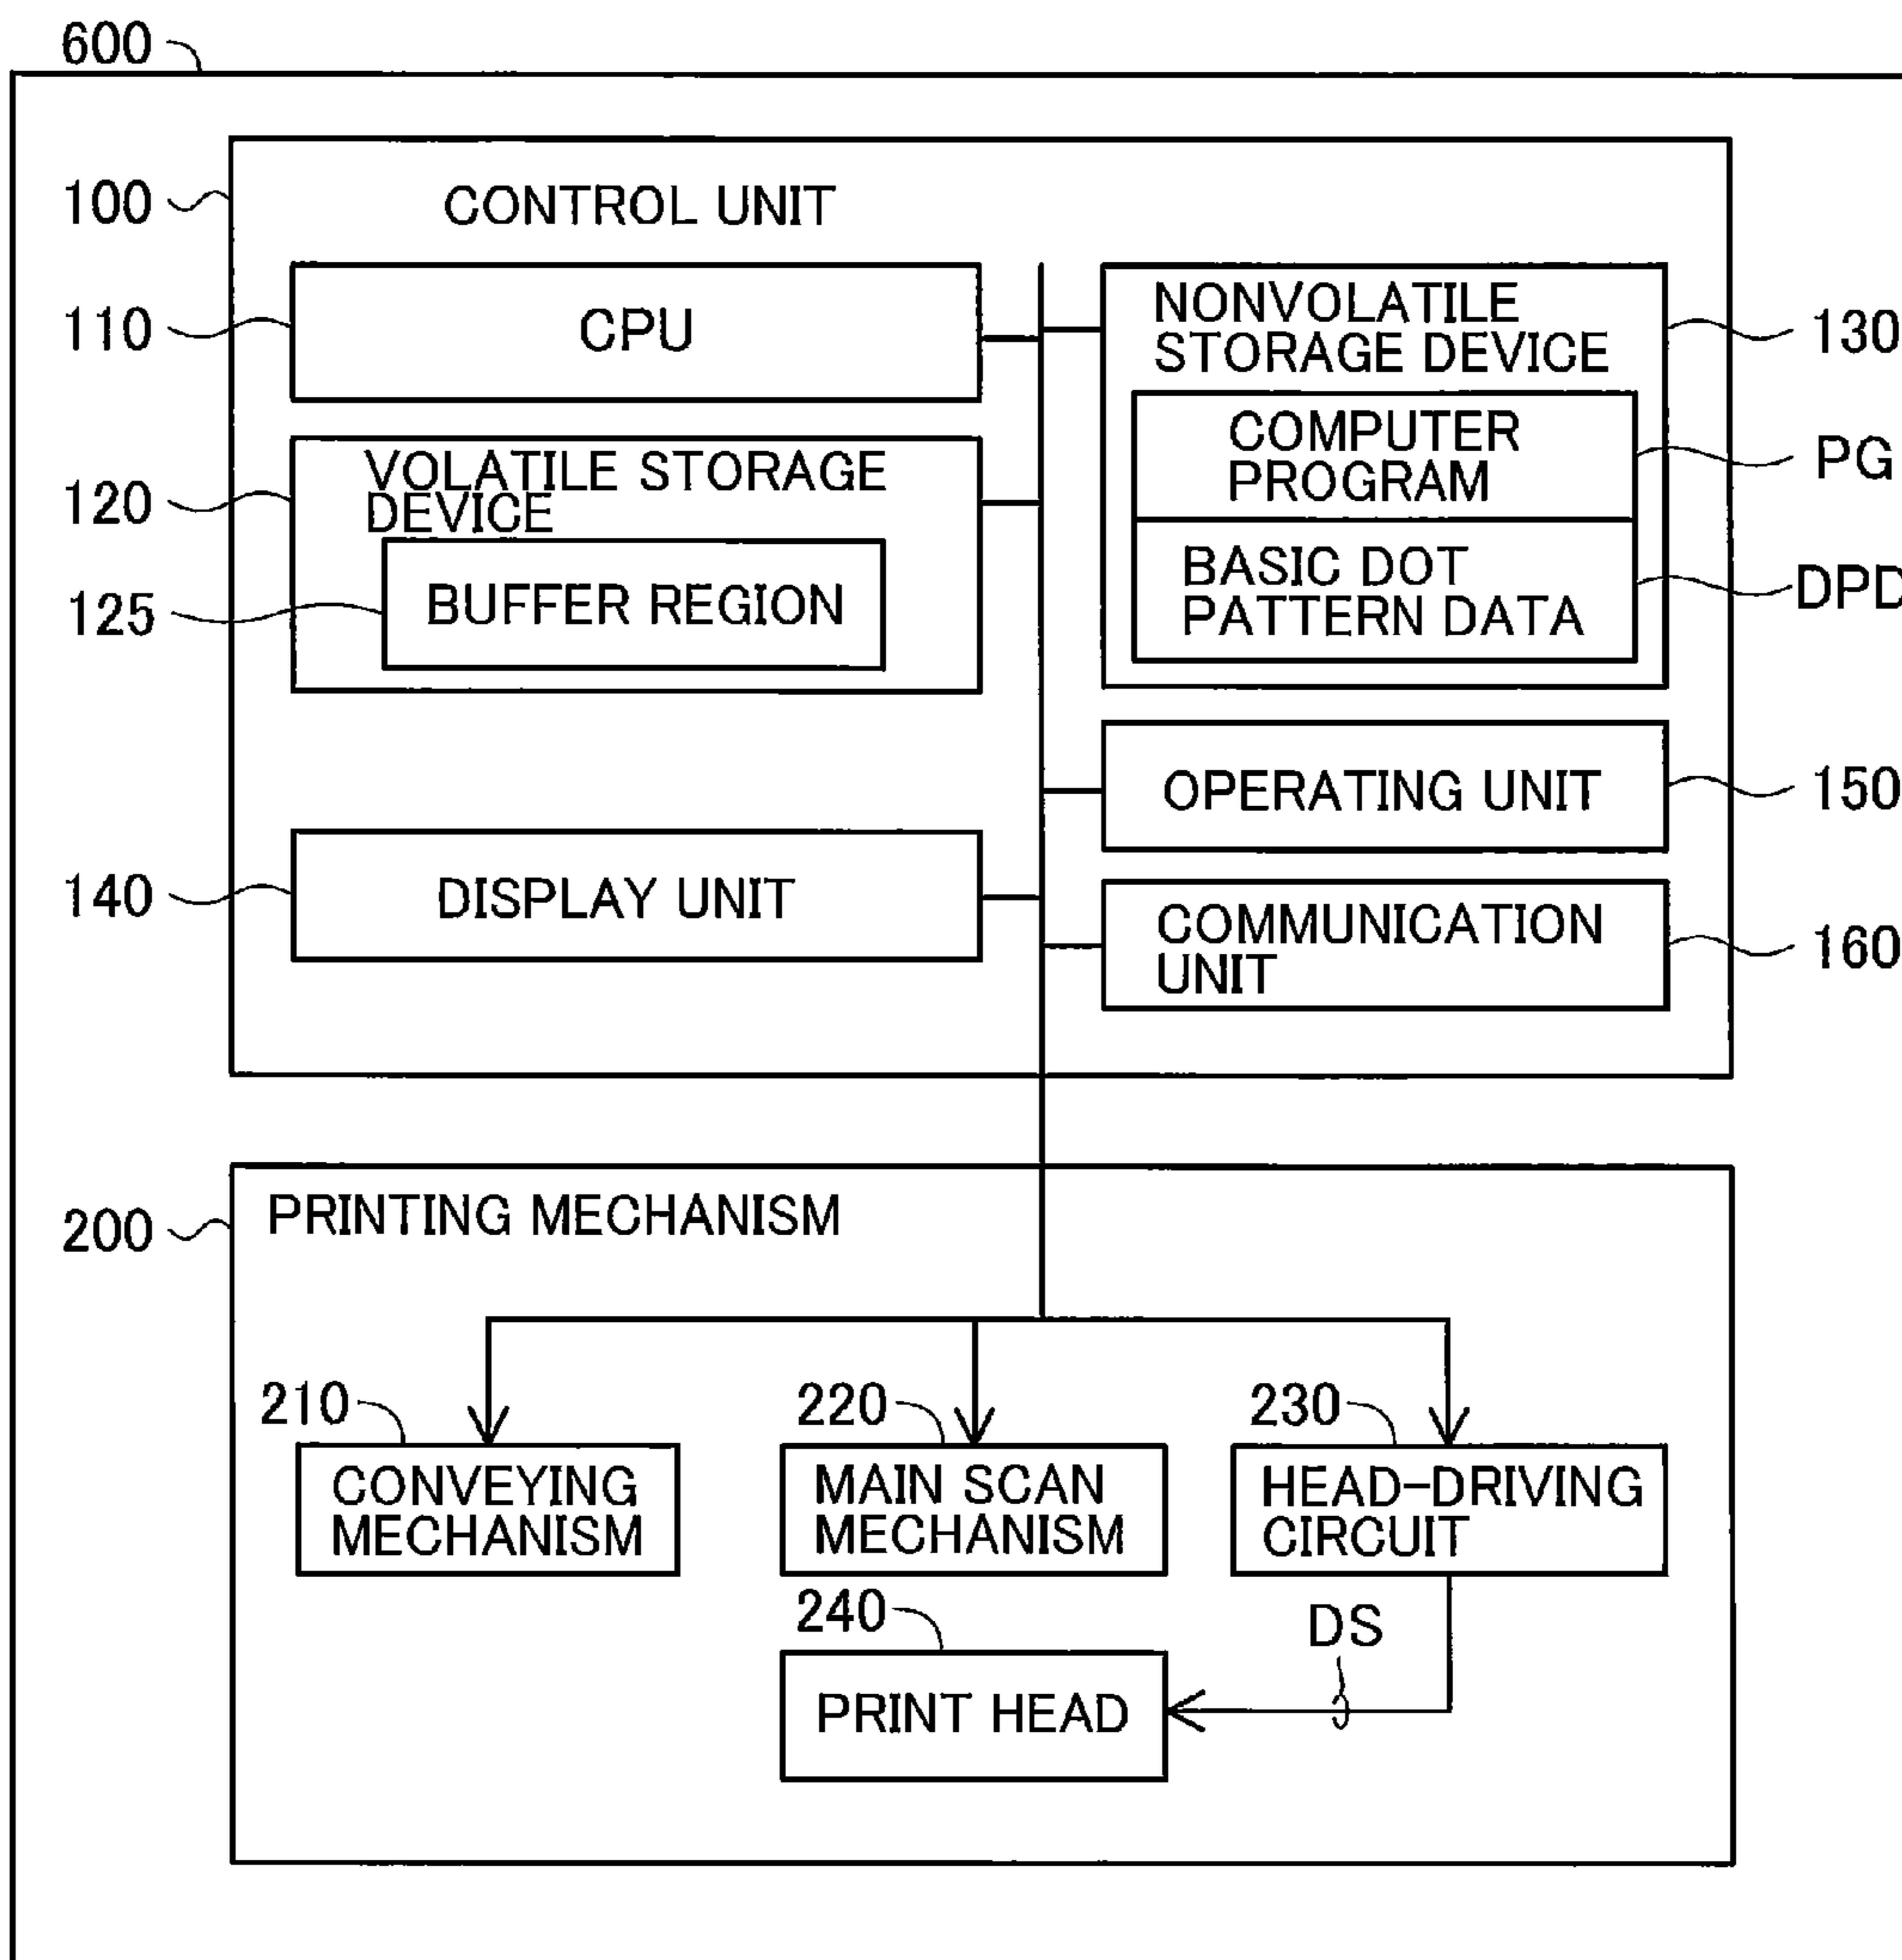 600
100
CONTROL UNIT
110
CPU
NONVOLATILE
STORAGE DEVICE
130
COMPUTER
PROGRAM
PG
120
VOLATILE STORAGE
DEVICE
125
BUFFER REGION
BASIC DOT
PATTERN DATA
DPD
OPERATING UNIT
150
140
DISPLAY UNIT
COMMUNICATION
UNIT
160
200
PRINTING MECHANISM
210
220
230
CONVEYING
MECHANISM
MAIN SCAN
MECHANISM
HEAD-DRIVING
CIRCUIT
240
DS
PRINT HEAD